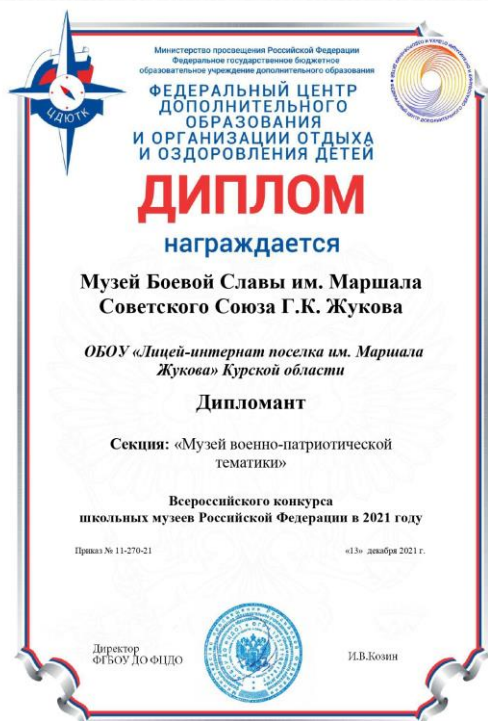 Министерство просвещения Российской Федерации
Федеральное государственное бюджетное
образовательное учреждение дополнительного образования
ФЕДЕРАЛЬНЫЙ ЦЕНТР
ДОПОЛНИТЕЛЬНОГО
ОБРАЗОВАНИЯ
И ОРГАНИЗАЦИИ ОТДЫХА
И ОЗДОРОВЛЕНИЯ ДЕТЕЙ
ЦДЮТК
ДИПЛОМ
награждается
Музей Боевой Славы им. Маршала
Советского Союза Г.К. Жукова
ОБОУ «Лицей-интернат поселка им. Маршала
Жукова» Курской области
Дипломант
Секция: «Музей военно-патриотической
тематики»
Всероссийского конкурса
школьных музеев Российской Федерации в 2021 году
Приказ № 11-270-21
«13» декабря 2021 г.
Директор
ФГБОУ ДО ФЦДО
И.В.Козин